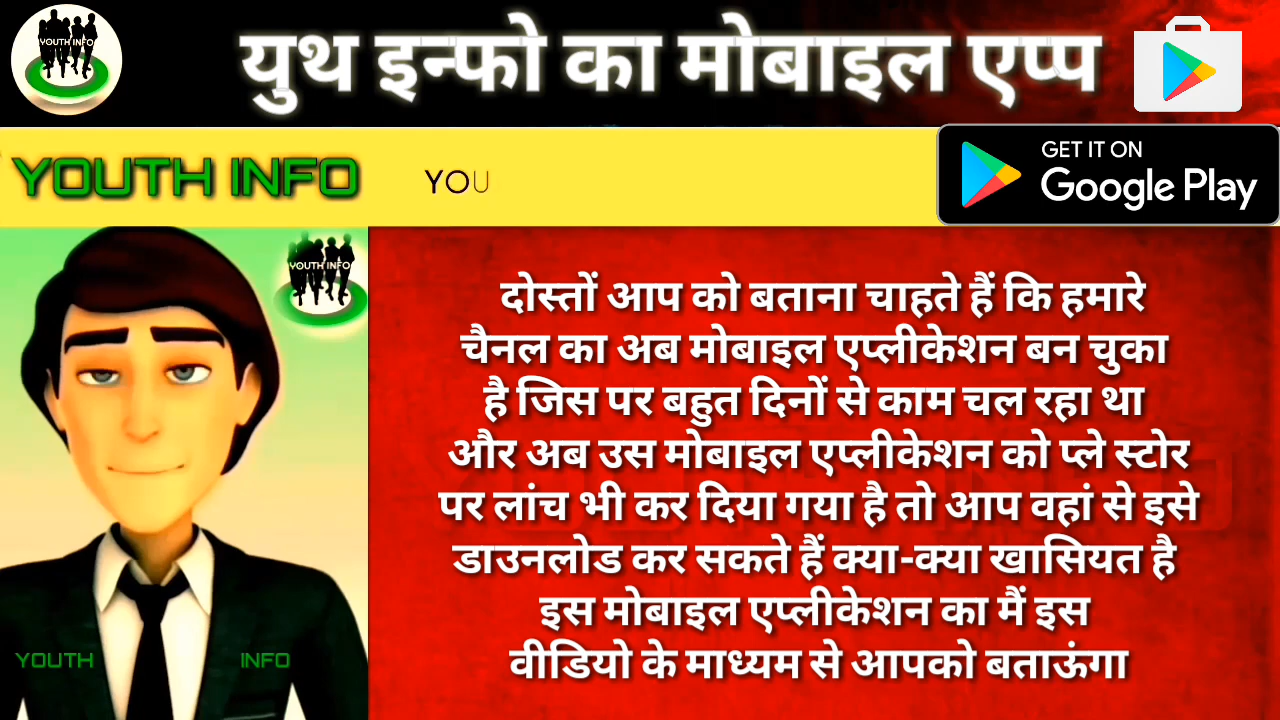 YOUTH INFO
युथ इन्फो का मोबाइल एप्प
YOUTH INFO
YOU
GET IT ON
Google Play
YOUTH INFO
दोस्तों आप को बताना चाहते हैं कि हमारे
चैनल का अब मोबाइल एप्लीकेशन बन चुका
है जिस पर बहुत दिनों से काम चल रहा था
और अब उस मोबाइल एप्लीकेशन को प्ले स्टोर
पर लांच भी कर दिया गया है तो आप वहां से इसे
डाउनलोड कर सकते हैं क्या-क्या खासियत है
इस मोबाइल एप्लीकेशन का मैं इस
वीडियो के माध्यम से आपको बताऊंगा
YOUTH INFO